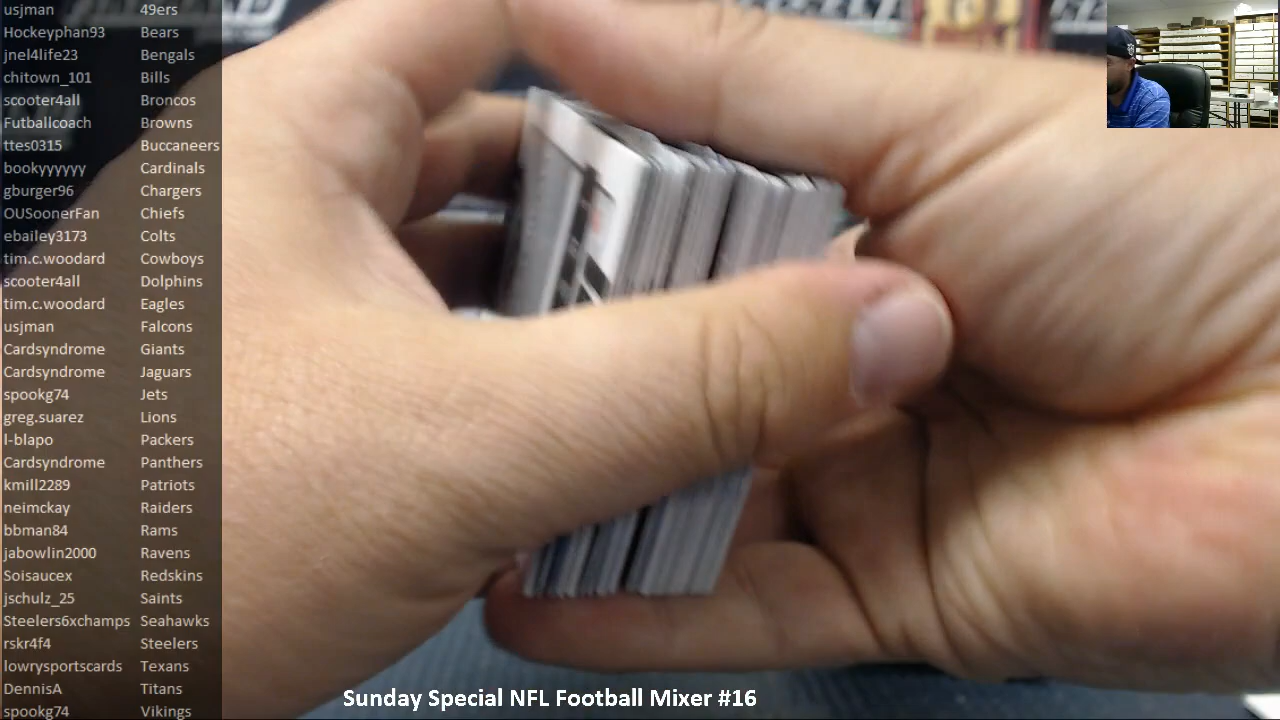 usjman 49ers
Hockeyphan93 Bears
jnel4life23 Bengals
chitown_101 Bills
scooter4all Broncos
Futballcoach Browns
ttes0315 Buccaneers
bookyyyyyy Cardinals
gburger96 Chargers
OUSoonerFan Chiefs
ebailey3173 Colts
tim.c.woodard Cowboys
scooter4all Dolphins
tim.c.woodard Eagles
usjman Falcons
Cardsyndrome Giants
Cardsyndrome Jaguars
spookg74 Jets
greg.suarez Lions
l-blapo Packers
Cardsyndrome Panthers
kmill2289 Patriots
neimckay Raiders
bbman84 Rams
jabowlin2000 Ravens
Soisaucex Redskins
jschulz_25 Saints
Steelers6xchamps Seahawks
rskr4f4 Steelers
lowrysportscards Texans
DennisA Titans
spookg74 Vikings
Sunday Special NFL Football Mixer #16